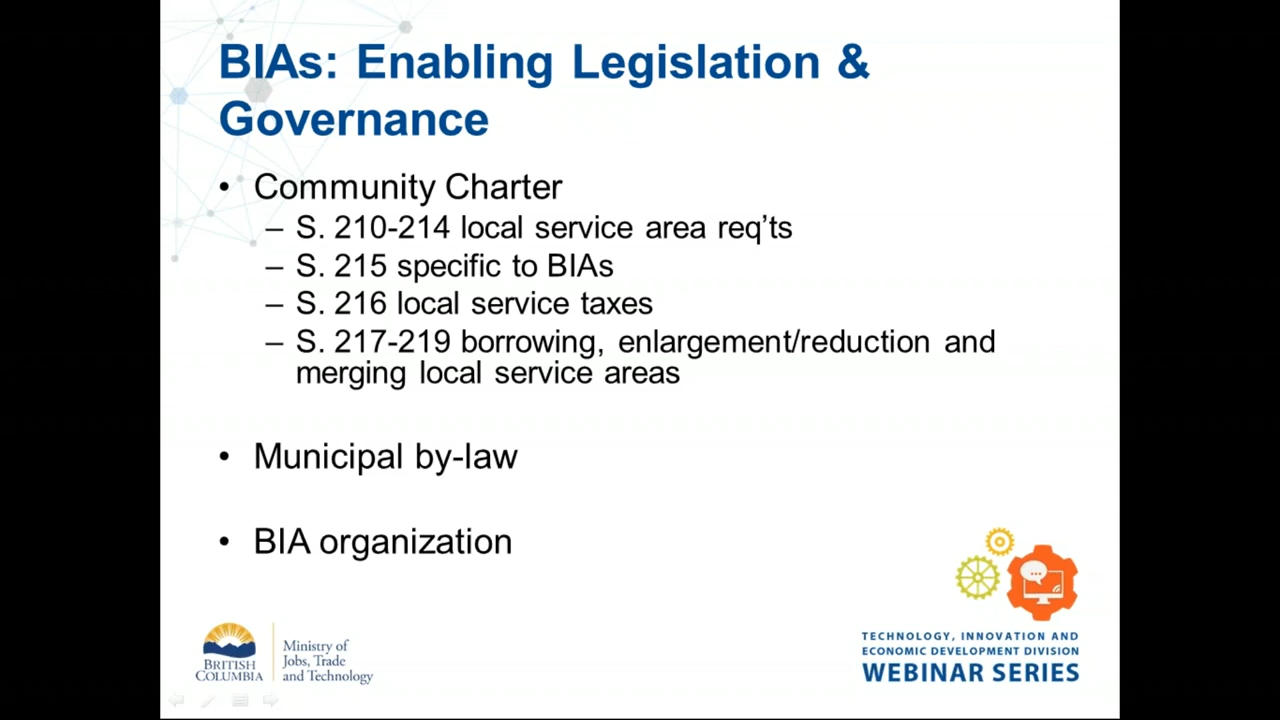 BIAs: Enabling Legislation &
Governance
• Community Charter
– S. 210-214 local service area req’ts
– S. 215 specific to BIAs
– S. 216 local service taxes
– S. 217-219 borrowing, enlargement/reduction and
merging local service areas
• Municipal by-law
• BIA organization
BRITISH
COLUMBIA
Ministry of
Jobs, Trade
and Technology
TECHNOLOGY, INNOVATION AND
ECONOMIC DEVELOPMENT DIVISION
WEBINAR SERIES